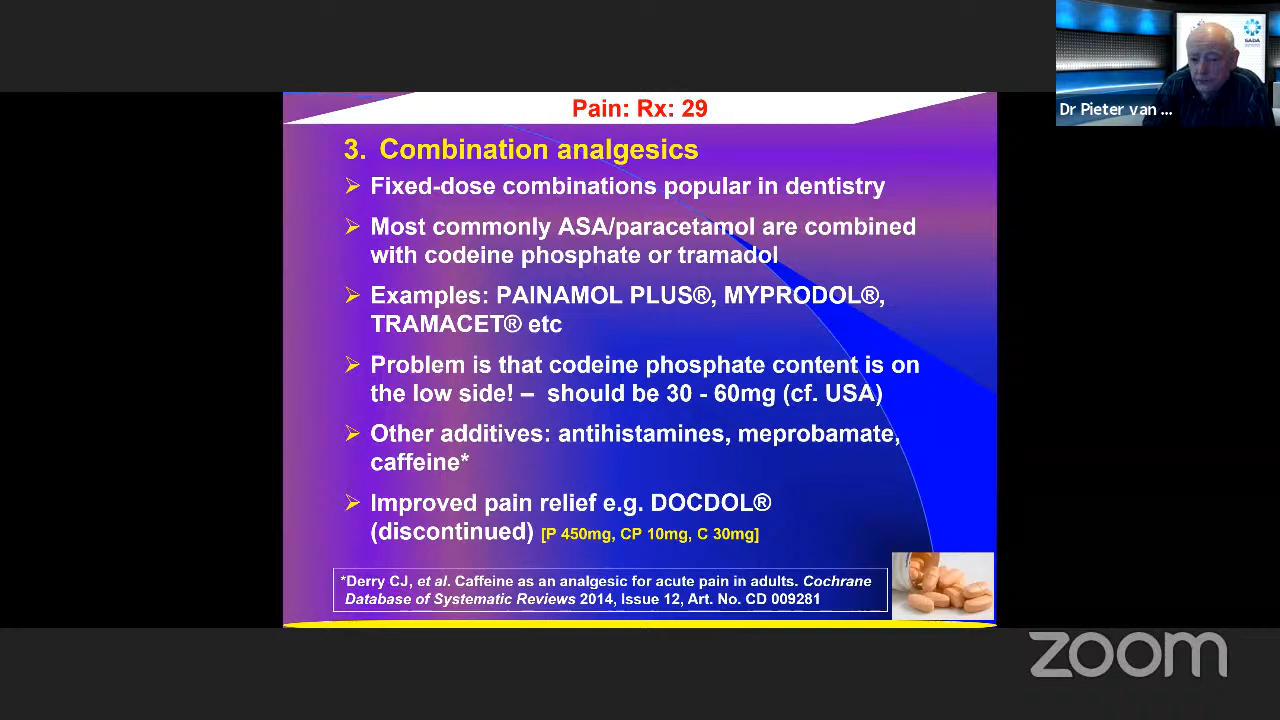 Pain: Rx: 29
3. Combination analgesics
Fixed-dose combinations popular in dentistry
Most commonly ASA/paracetamol are combined
with codeine phosphate or tramadol
Examples: PAINAMOL PLUS®, MYPRODOL®,
TRAMACET® etc
Problem is that codeine phosphate content is on
the low side! – should be 30 - 60mg (cf. USA)
Other additives: antihistamines, meprobamate,
caffeine*
Improved pain relief e.g. DOCDOL®
(discontinued) [P 450mg, CP 10mg, C 30mg]
*Derry CJ, et al. Caffeine as an analgesic for acute pain in adults. Cochrane
Database of Systematic Reviews 2014, Issue 12, Art. No. CD 009281
SADA
Dr Pieter van ...
zoom